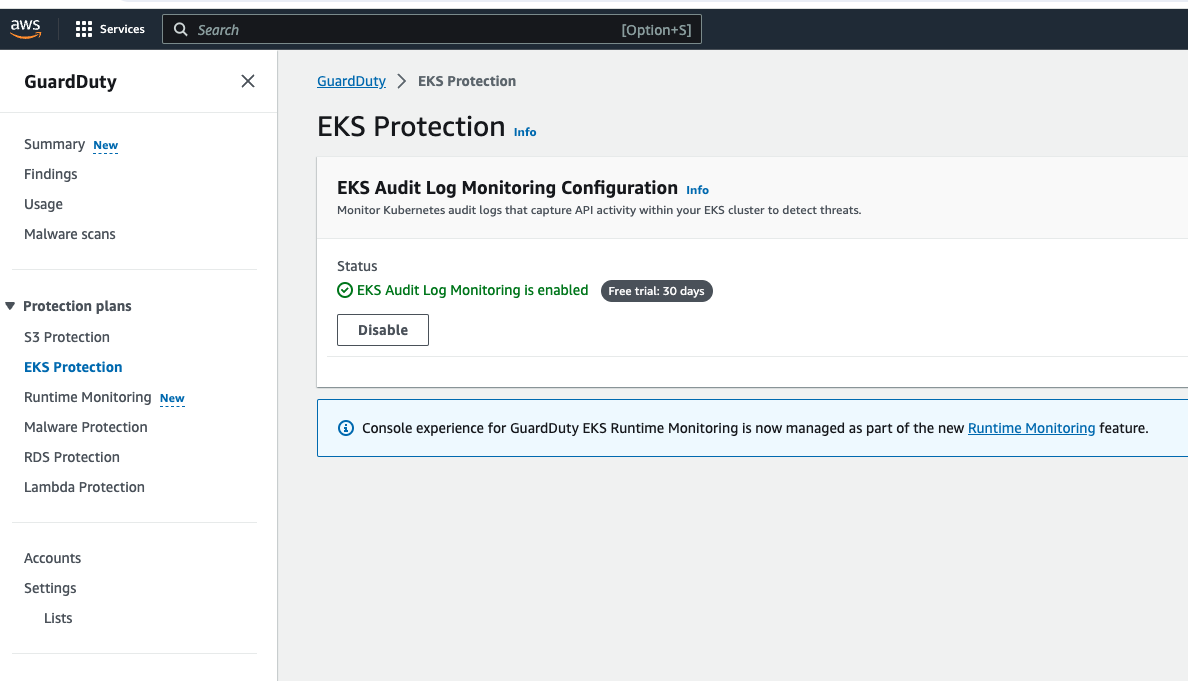 aws
Services
Search
[Option+S]
GuardDuty
Summary New
Findings
Usage
Malware scans
Protection plans
S3 Protection
EKS Protection
Runtime Monitoring New
Malware Protection
RDS Protection
Lambda Protection
Accounts
Settings
Lists
GuardDuty
EKS Protection
EKS Protection Info
EKS Audit Log Monitoring Configuration Info
Monitor Kubernetes audit logs that capture API activity within your EKS cluster to detect threats.
Status
EKS Audit Log Monitoring is enabled
Free trial: 30 days
Disable
Console experience for GuardDuty EKS Runtime Monitoring is now managed as part of the new Runtime Monitoring feature.